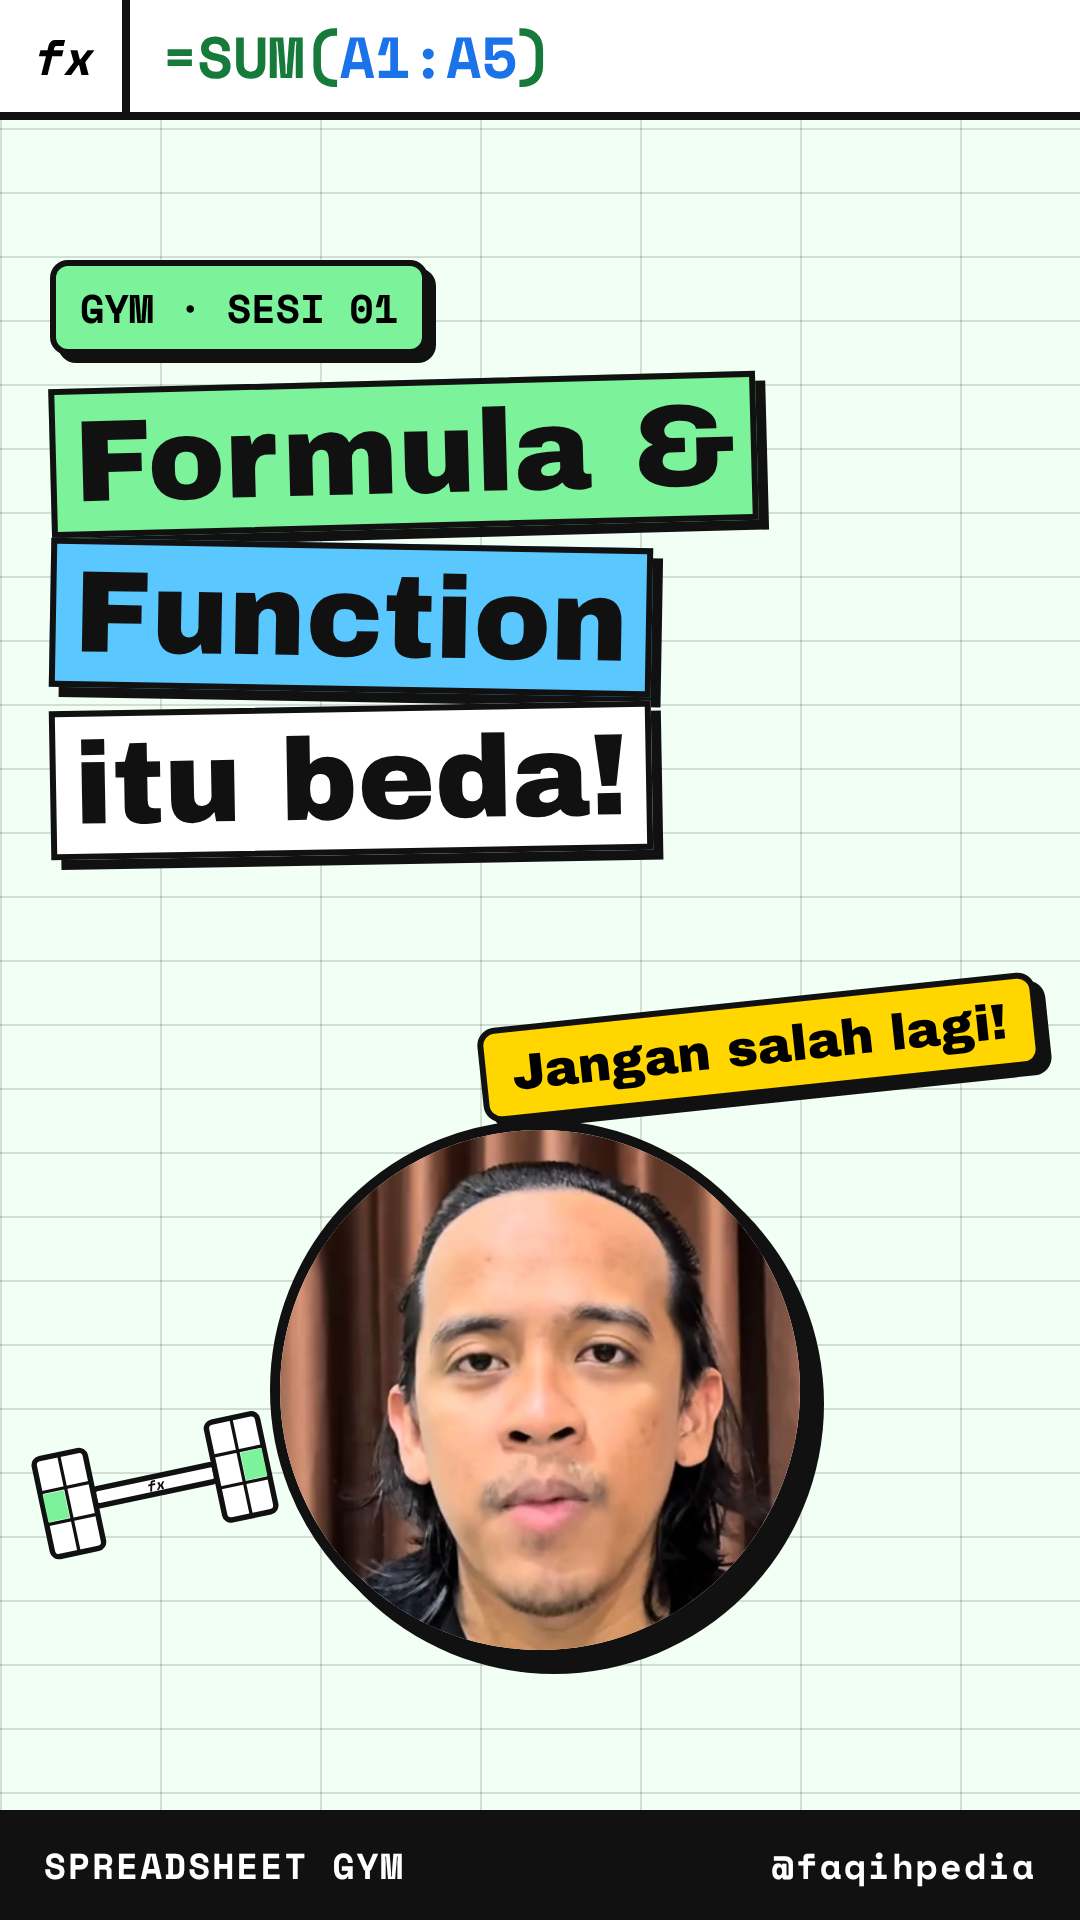 fx
=SUM(A1:A5)
GYM · SESI 01
Formula &
Function
itu beda!
Jangan salah lagi!
fx
SPREADSHEET GYM
@faqihpedia